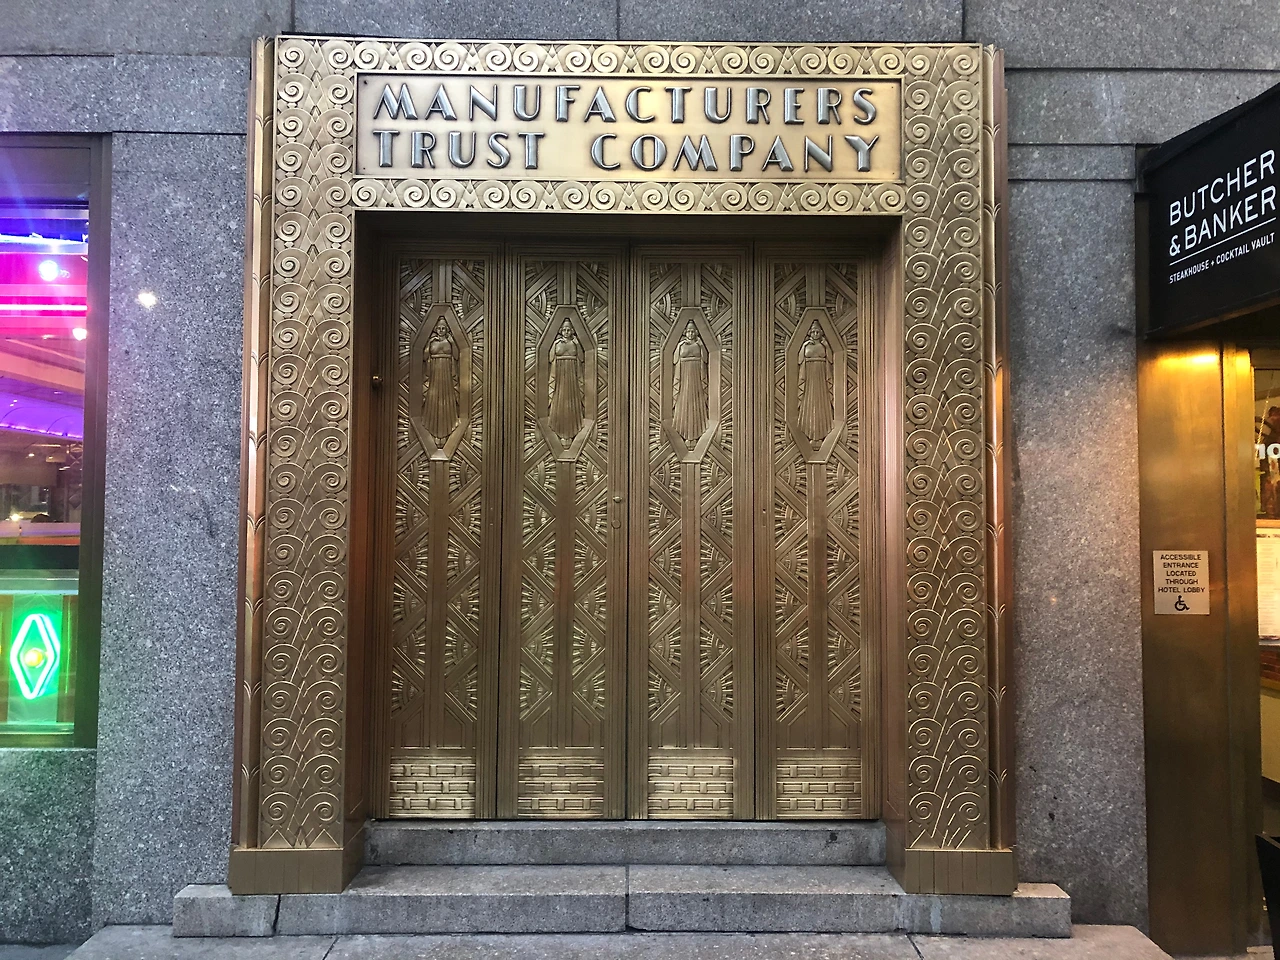 MANUFACTURERS
TRUST COMPANY
BUTCHER
& BANKER
STEAKHOUSE + COCKTAIL VAULT
ACCESSIBLE
ENTRANCE
LOCATED
THROUGH
HOTEL LOBBY